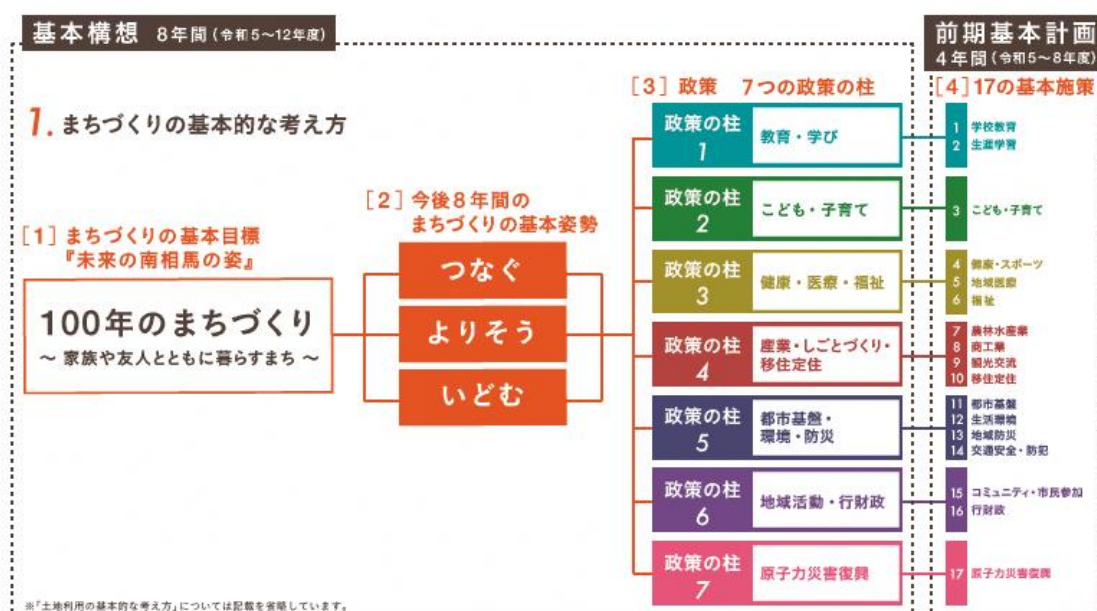 基本構想 8年間(令和5〜12年度)
前期基本計画
4年間(令和5〜8年度)
1. まちづくりの基本的な考え方
[1] まちづくりの基本目標
『未来の南相馬の姿』
100年のまちづくり
〜 家族や友人とともに暮らすまち 〜
[2] 今後8年間の
まちづくりの基本姿勢
つなぐ
よりそう
いどむ
[3] 政策 7つの政策の柱
政策の柱
1
教育・学び
政策の柱
2
こども・子育て
政策の柱
3
健康・医療・福祉
政策の柱
4
産業・しごとづくり・
移住定住
政策の柱
5
都市基盤・
環境・防災
政策の柱
6
地域活動・行財政
政策の柱
7
原子力災害復興
[4] 17の基本施策
1 学校教育
2 生涯学習
3 こども・子育て
4 健康・スポーツ
5 地域医療
6 福祉
7 農林水産業
8 商工業
9 観光交流
10 移住定住
11 都市基盤
12 生活環境
13 地域防災
14 交通安全・防犯
15 コミュニティ・市民参加
16 行財政
17 原子力災害復興
※「土地利用の基本的な考え方」については記載を省略しています。